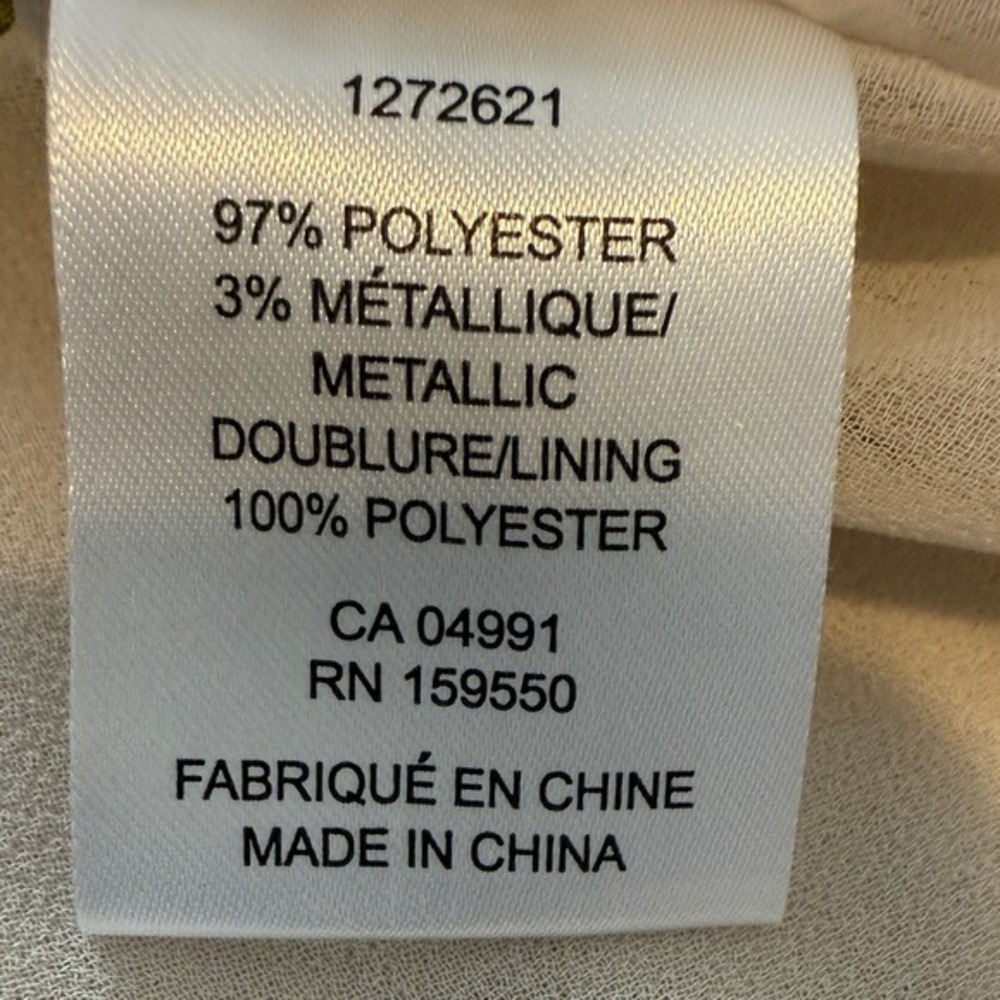 1272621
97% POLYESTER
3% MÉTALLIQUE/
METALLIC
DOUBLURE/LINING
100% POLYESTER
CA 04991
RN 159550
FABRIQUÉ EN CHINE
MADE IN CHINA